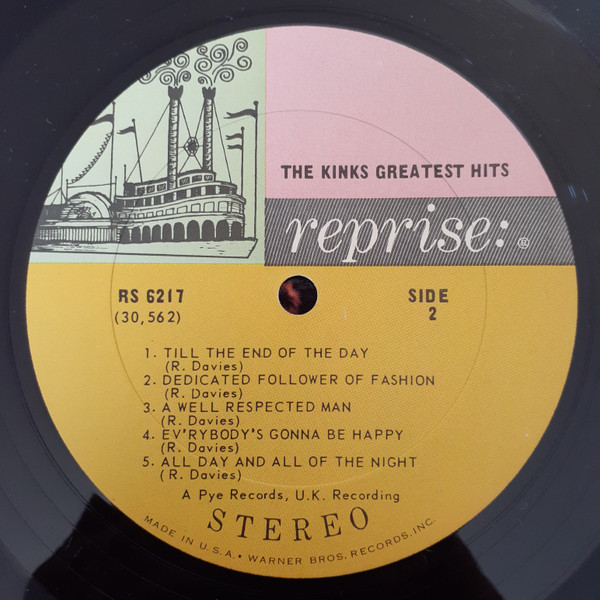 THE KINKS GREATEST HITS
reprise. ®
RS 6217
(30,562)
SIDE
2
1. TILL THE END OF THE DAY
(R. Davies)
2. DEDICATED FOLLOWER OF FASHION
(R. Davies)
3. A WELL RESPECTED MAN
(R. Davies)
4. EV'RYBODY'S GONNA BE HAPPY
(R. Davies)
5. ALL DAY AND ALL OF THE NIGHT
(R. Davies)
A Pye Records, U.K. Recording
STEREO
MADE IN U.S.A. • WARNER BROS. RECORDS, INC.